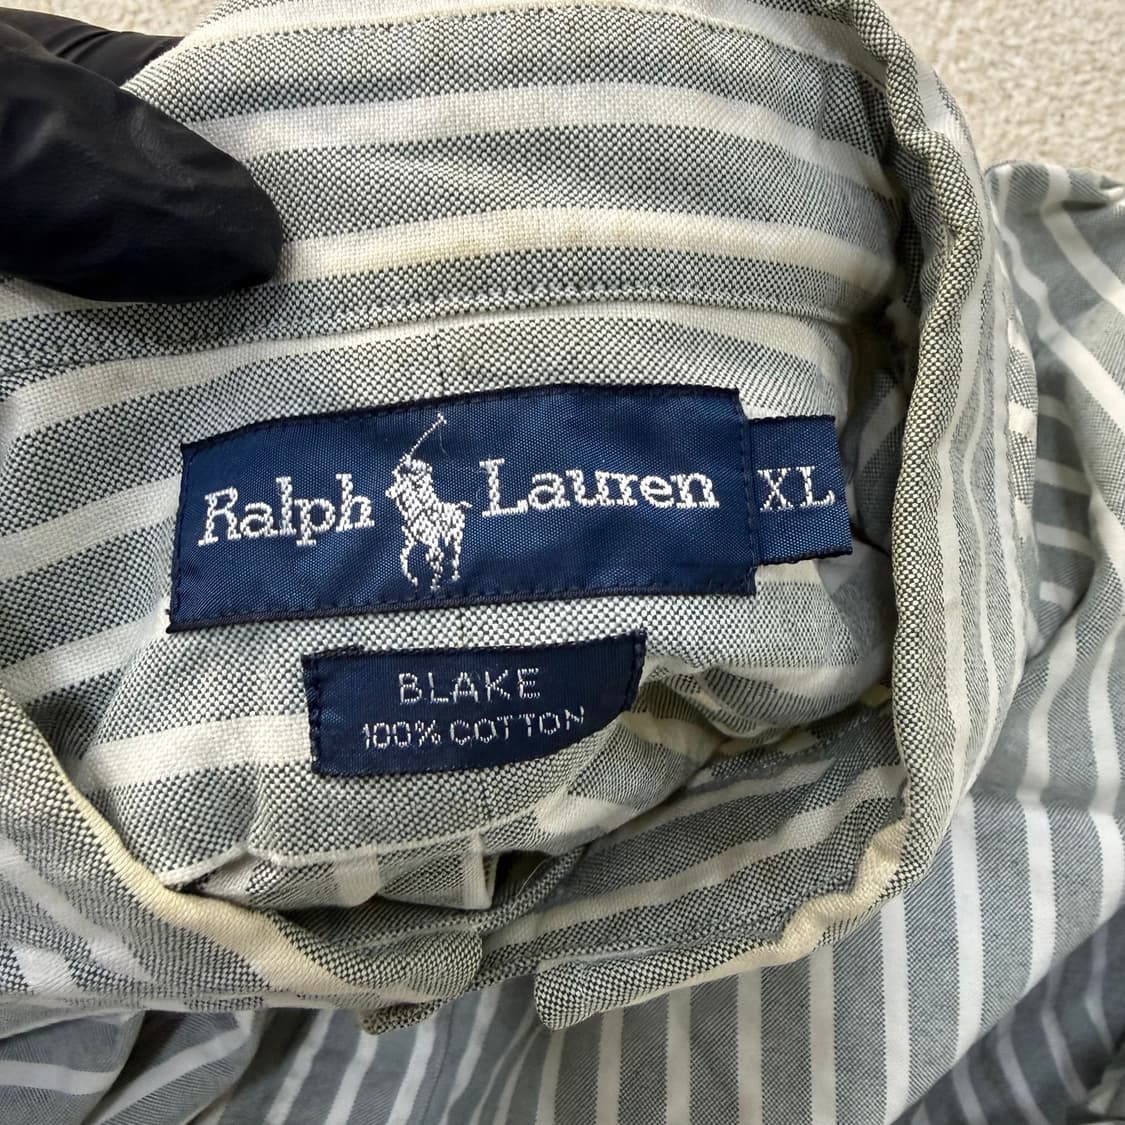 Ralph Lauren
XL
BLAKE
100% COTTON